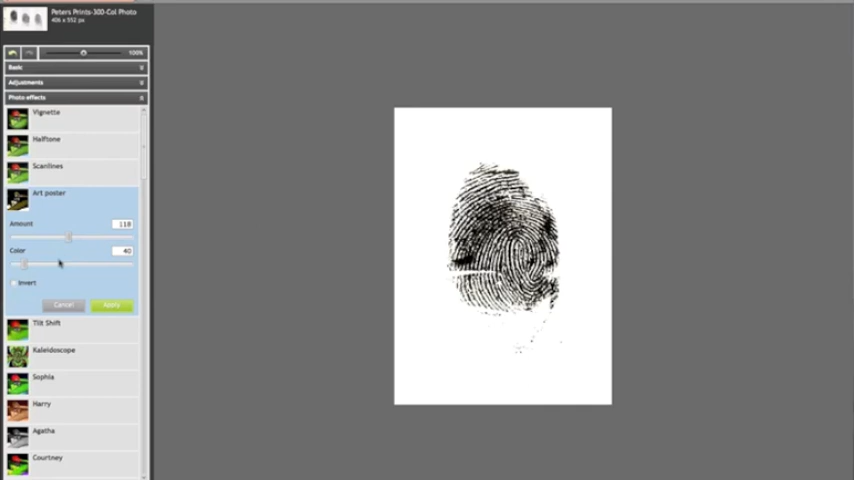 Peters Prints-300-Col Photo
406 x 552 px
100%
Basic
Adjustments
Photo effects
Vignette
Halftone
Scanlines
Art poster
Amount 118
Color 40
Invert
Cancel Apply
Tilt Shift
Kaleidoscope
Sophia
Harry
Agatha
Courtney